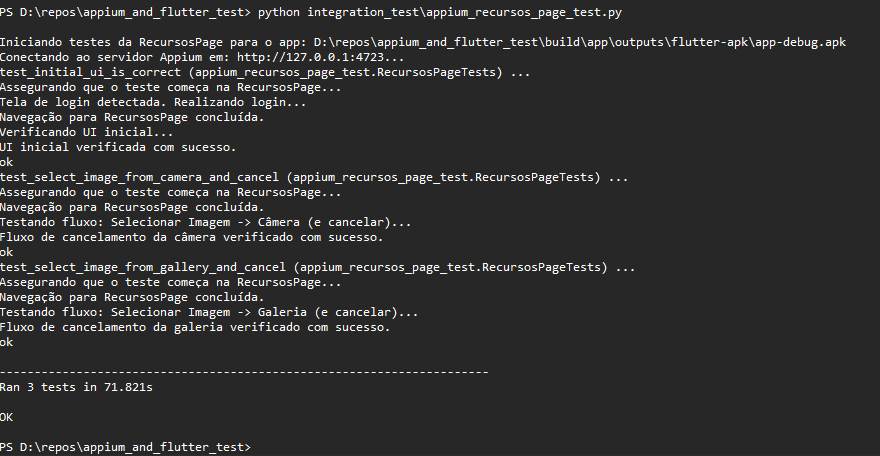 PS D:\repos\appium_and_flutter_test> python integration_test\appium_recursos_page_test.py
Iniciando testes da RecursosPage para o app: D:\repos\appium_and_flutter_test\build\app\outputs\flutter-apk\app-debug.apk
Conectando ao servidor Appium em: http://127.0.0.1:4723...
test_initial_ui_is_correct (appium_recursos_page_test.RecursosPageTests) ...
Assegurando que o teste começa na RecursosPage...
Tela de login detectada. Realizando login...
Navegação para RecursosPage concluída.
Verificando UI inicial...
UI inicial verificada com sucesso.
ok
test_select_image_from_camera_and_cancel (appium_recursos_page_test.RecursosPageTests) ...
Assegurando que o teste começa na RecursosPage...
Navegação para RecursosPage concluída.
Testando fluxo: Selecionar Imagem -> Câmera (e cancelar)...
Fluxo de cancelamento da câmera verificado com sucesso.
ok
test_select_image_from_gallery_and_cancel (appium_recursos_page_test.RecursosPageTests) ...
Assegurando que o teste começa na RecursosPage...
Navegação para RecursosPage concluída.
Testando fluxo: Selecionar Imagem -> Galeria (e cancelar)...
Fluxo de cancelamento da galeria verificado com sucesso.
ok
----------------------------------------------------------------------
Ran 3 tests in 71.821s
OK
PS D:\repos\appium_and_flutter_test>